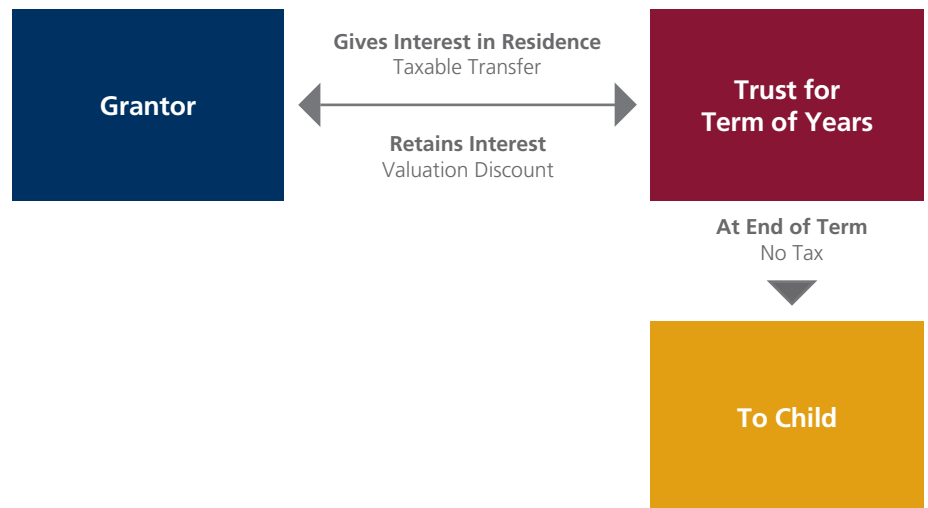 Grantor
Gives Interest in Residence
Taxable Transfer
Retains Interest
Valuation Discount
Trust for
Term of Years
At End of Term
No Tax
To Child